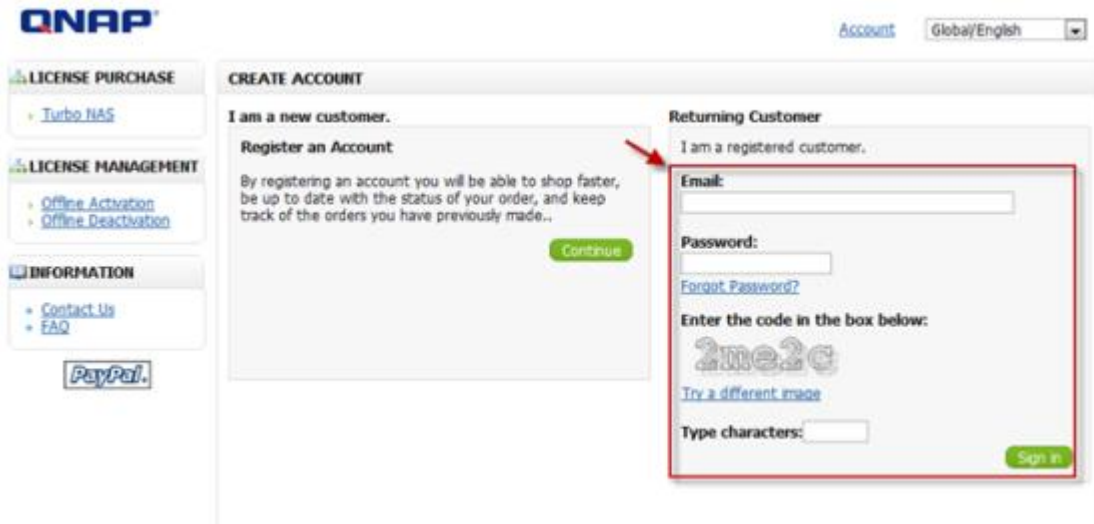 QNAP
Account
Global/English
LICENSE PURCHASE
Turbo NAS
LICENSE MANAGEMENT
Offline Activation
Offline Deactivation
INFORMATION
Contact Us
FAQ
PayPal.
CREATE ACCOUNT
I am a new customer.
Register an Account
By registering an account you will be able to shop faster,
be up to date with the status of your order, and keep
track of the orders you have previously made..
Continue
Returning Customer
I am a registered customer.
Email:
Password:
Forgot Password?
Enter the code in the box below:
2me2c
Try a different image
Type characters:
Sign in